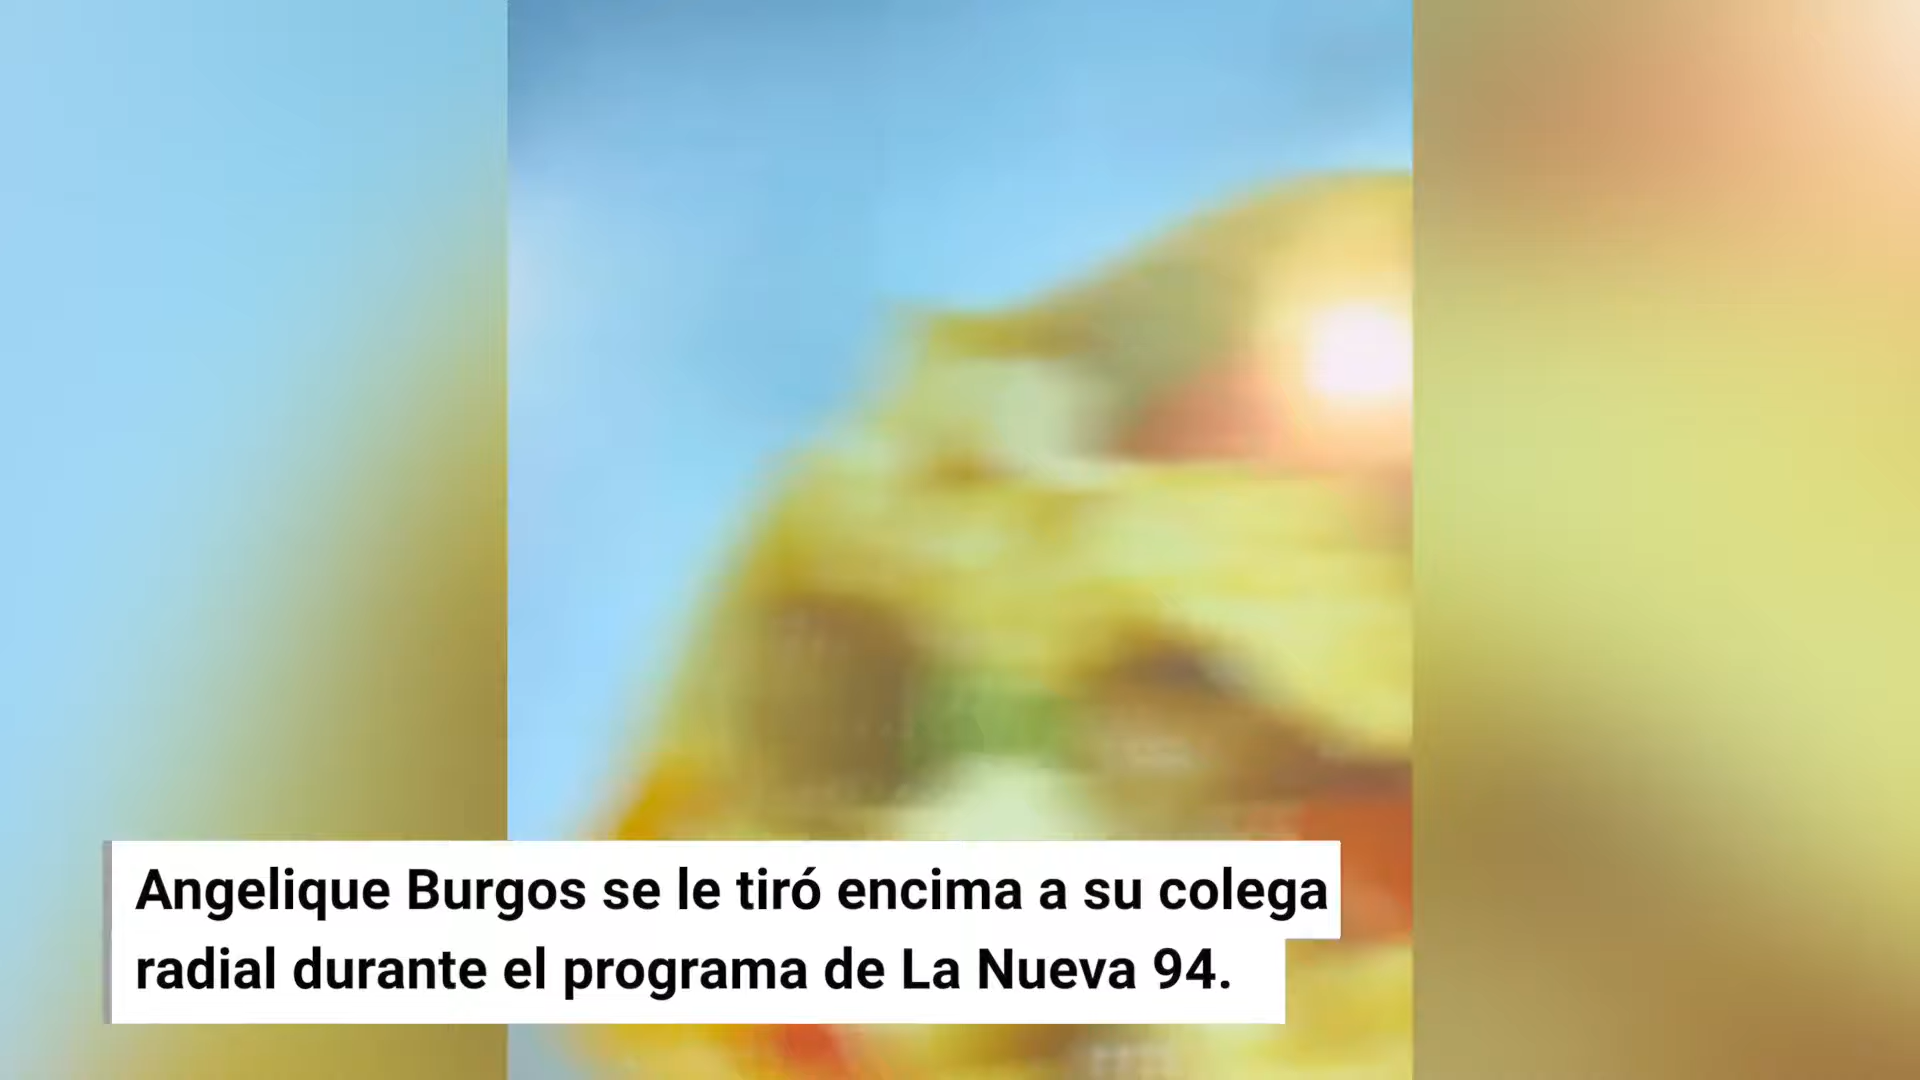 Angelique Burgos se le tiró encima a su colega
radial durante el programa de La Nueva 94.